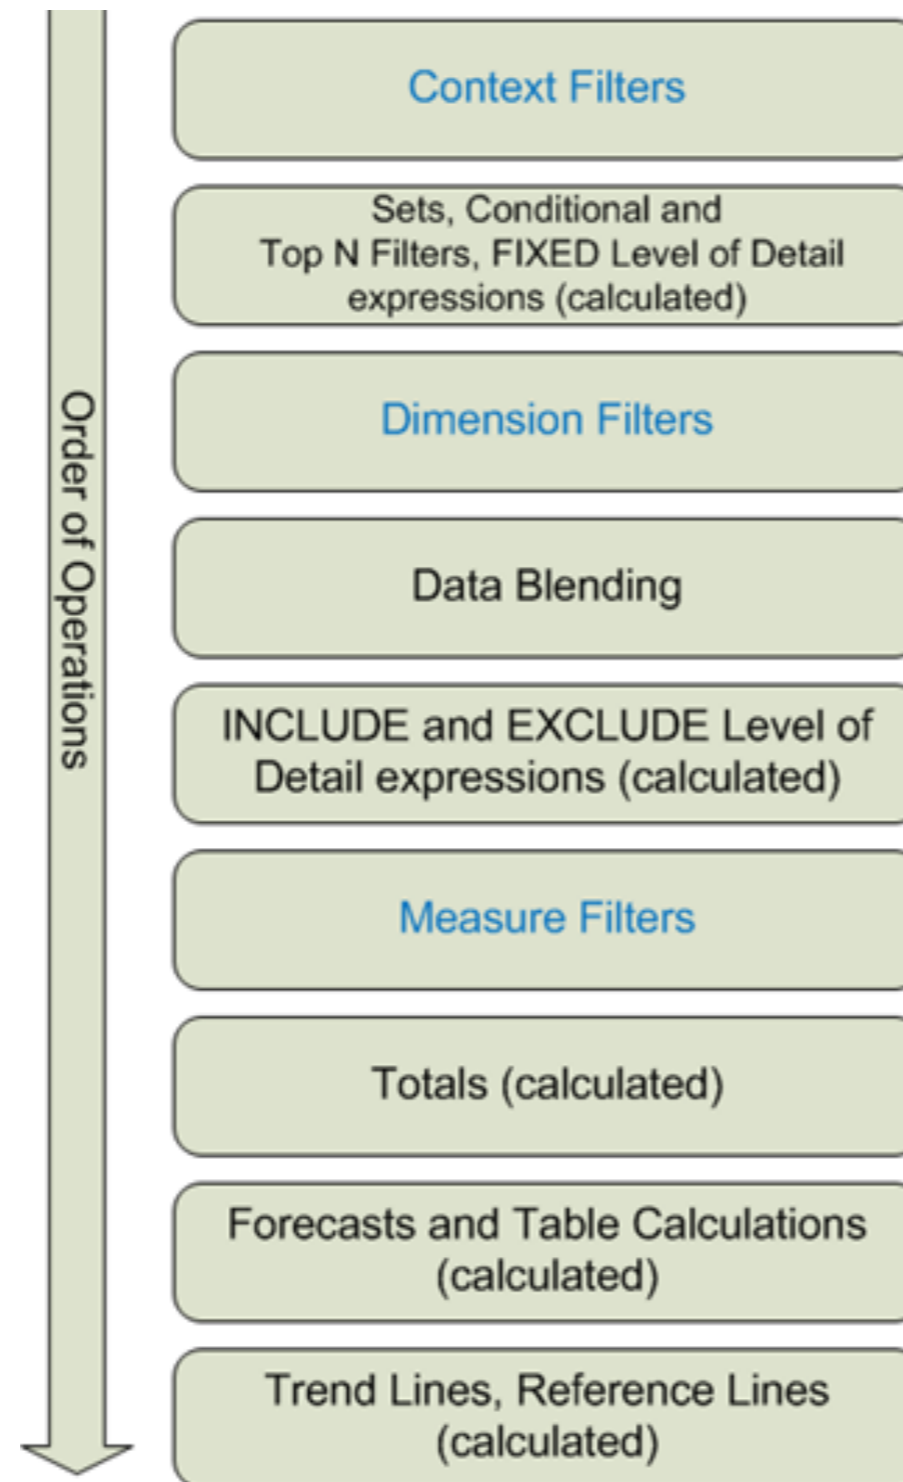 Order of Operations
Context Filters
Sets, Conditional and
Top N Filters, FIXED Level of Detail
expressions (calculated)
Dimension Filters
Data Blending
INCLUDE and EXCLUDE Level of
Detail expressions (calculated)
Measure Filters
Totals (calculated)
Forecasts and Table Calculations
(calculated)
Trend Lines, Reference Lines
(calculated)